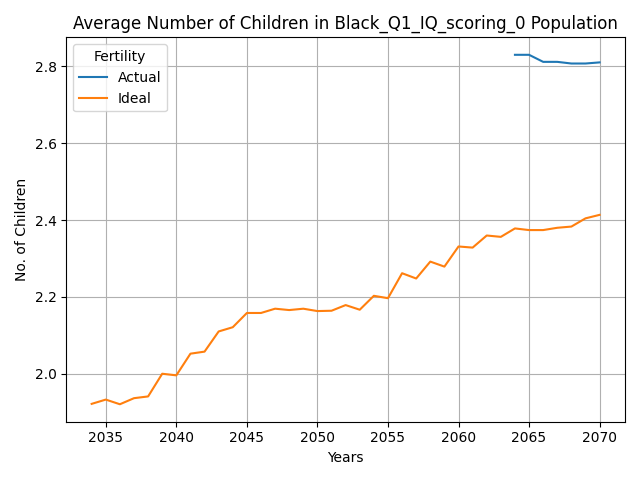 Average Number of Children in Black_Q1_IQ_scoring_0 Population
Fertility
Actual
Ideal
No. of Children
2.8
2.6
2.4
2.2
2.0
2035 2040 2045 2050 2055 2060 2065 2070
Years